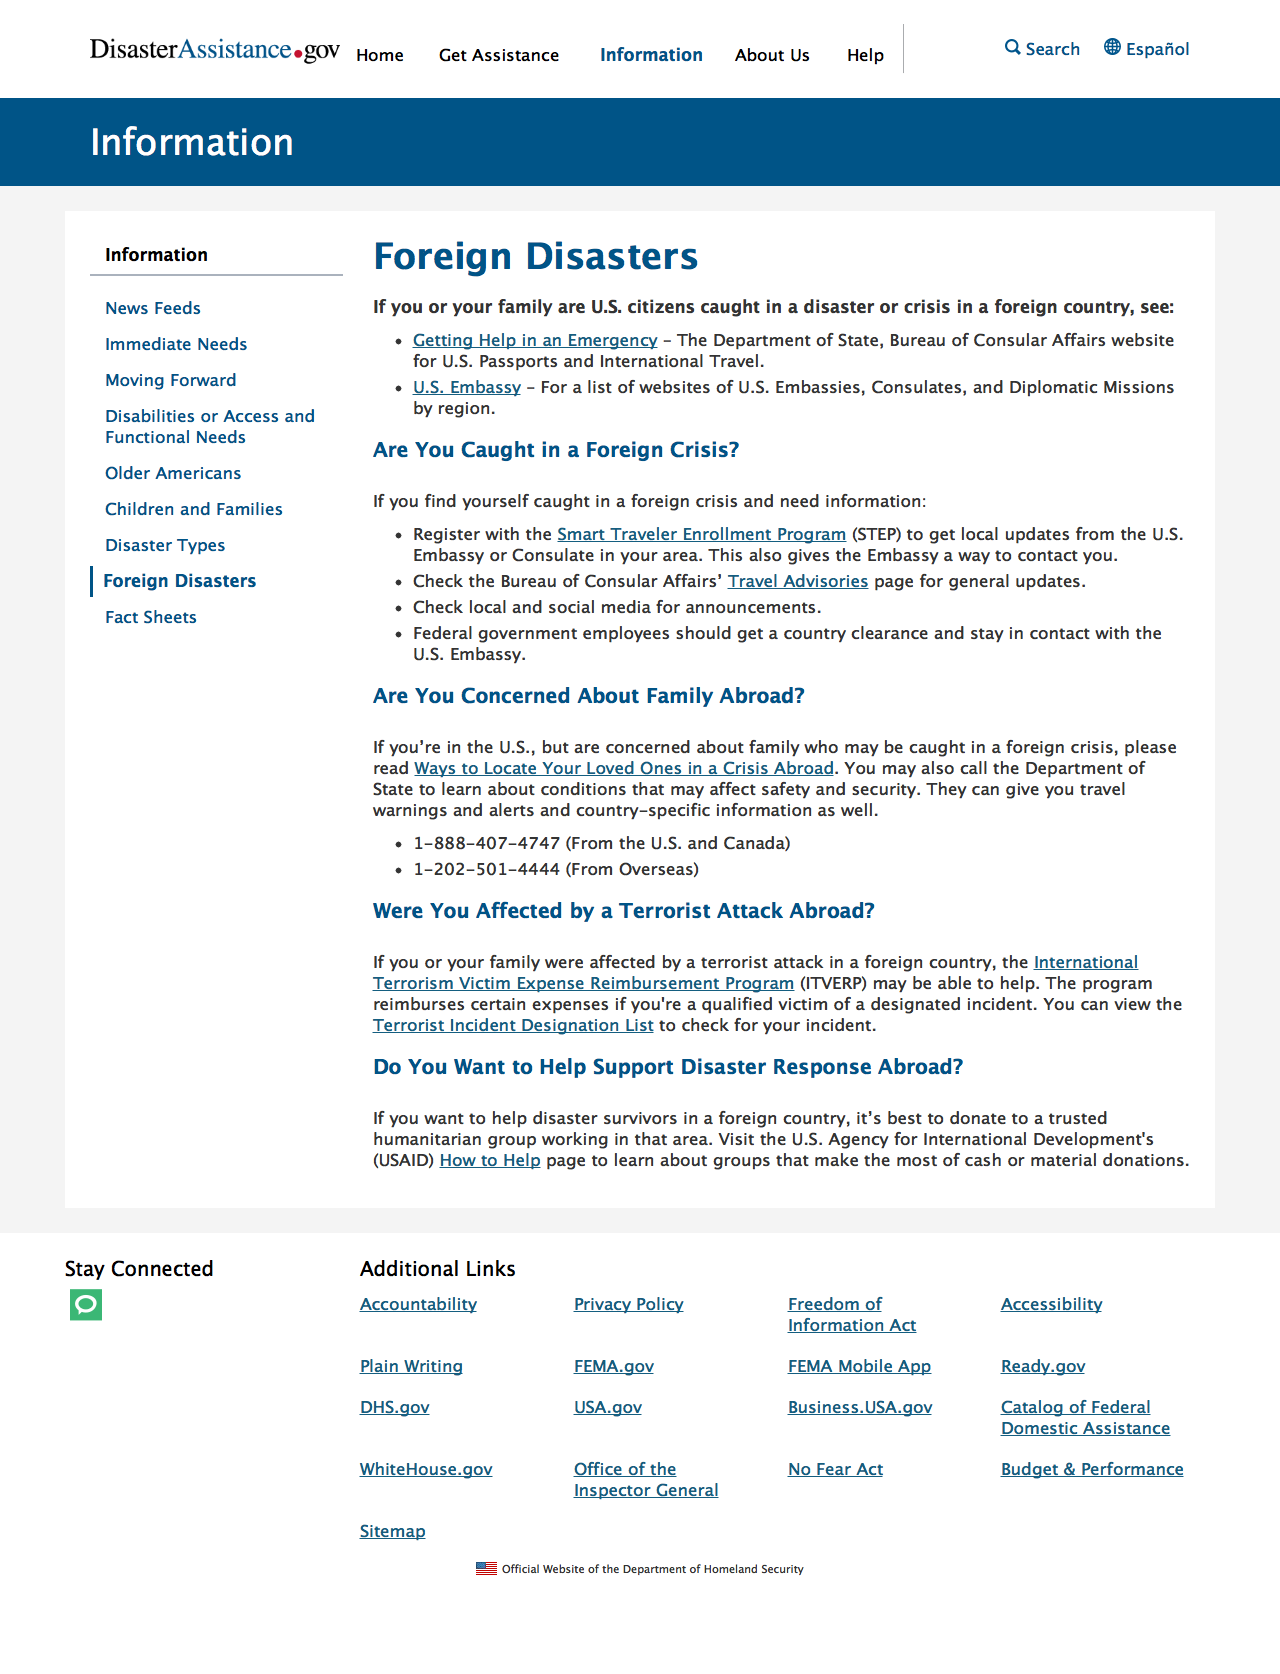 DisasterAssistance.gov Home Get Assistance Information About Us Help Search Español
Information
Information
News Feeds
Immediate Needs
Moving Forward
Disabilities or Access and
Functional Needs
Older Americans
Children and Families
Disaster Types
Foreign Disasters
Fact Sheets
Foreign Disasters
If you or your family are U.S. citizens caught in a disaster or crisis in a foreign country, see:
• Getting Help in an Emergency – The Department of State, Bureau of Consular Affairs website
for U.S. Passports and International Travel.
• U.S. Embassy – For a list of websites of U.S. Embassies, Consulates, and Diplomatic Missions
by region.
Are You Caught in a Foreign Crisis?
If you find yourself caught in a foreign crisis and need information:
• Register with the Smart Traveler Enrollment Program (STEP) to get local updates from the U.S.
Embassy or Consulate in your area. This also gives the Embassy a way to contact you.
• Check the Bureau of Consular Affairs’ Travel Advisories page for general updates.
• Check local and social media for announcements.
• Federal government employees should get a country clearance and stay in contact with the
U.S. Embassy.
Are You Concerned About Family Abroad?
If you’re in the U.S., but are concerned about family who may be caught in a foreign crisis, please
read Ways to Locate Your Loved Ones in a Crisis Abroad. You may also call the Department of
State to learn about conditions that may affect safety and security. They can give you travel
warnings and alerts and country-specific information as well.
• 1-888-407-4747 (From the U.S. and Canada)
• 1-202-501-4444 (From Overseas)
Were You Affected by a Terrorist Attack Abroad?
If you or your family were affected by a terrorist attack in a foreign country, the International
Terrorism Victim Expense Reimbursement Program (ITVERP) may be able to help. The program
reimburses certain expenses if you're a qualified victim of a designated incident. You can view the
Terrorist Incident Designation List to check for your incident.
Do You Want to Help Support Disaster Response Abroad?
If you want to help disaster survivors in a foreign country, it’s best to donate to a trusted
humanitarian group working in that area. Visit the U.S. Agency for International Development's
(USAID) How to Help page to learn about groups that make the most of cash or material donations.
Stay Connected
Additional Links
Accountability
Privacy Policy
Freedom of
Information Act
Accessibility
Plain Writing
FEMA.gov
FEMA Mobile App
Ready.gov
DHS.gov
USA.gov
Business.USA.gov
Catalog of Federal
Domestic Assistance
WhiteHouse.gov
Office of the
Inspector General
No Fear Act
Budget & Performance
Sitemap
Official Website of the Department of Homeland Security